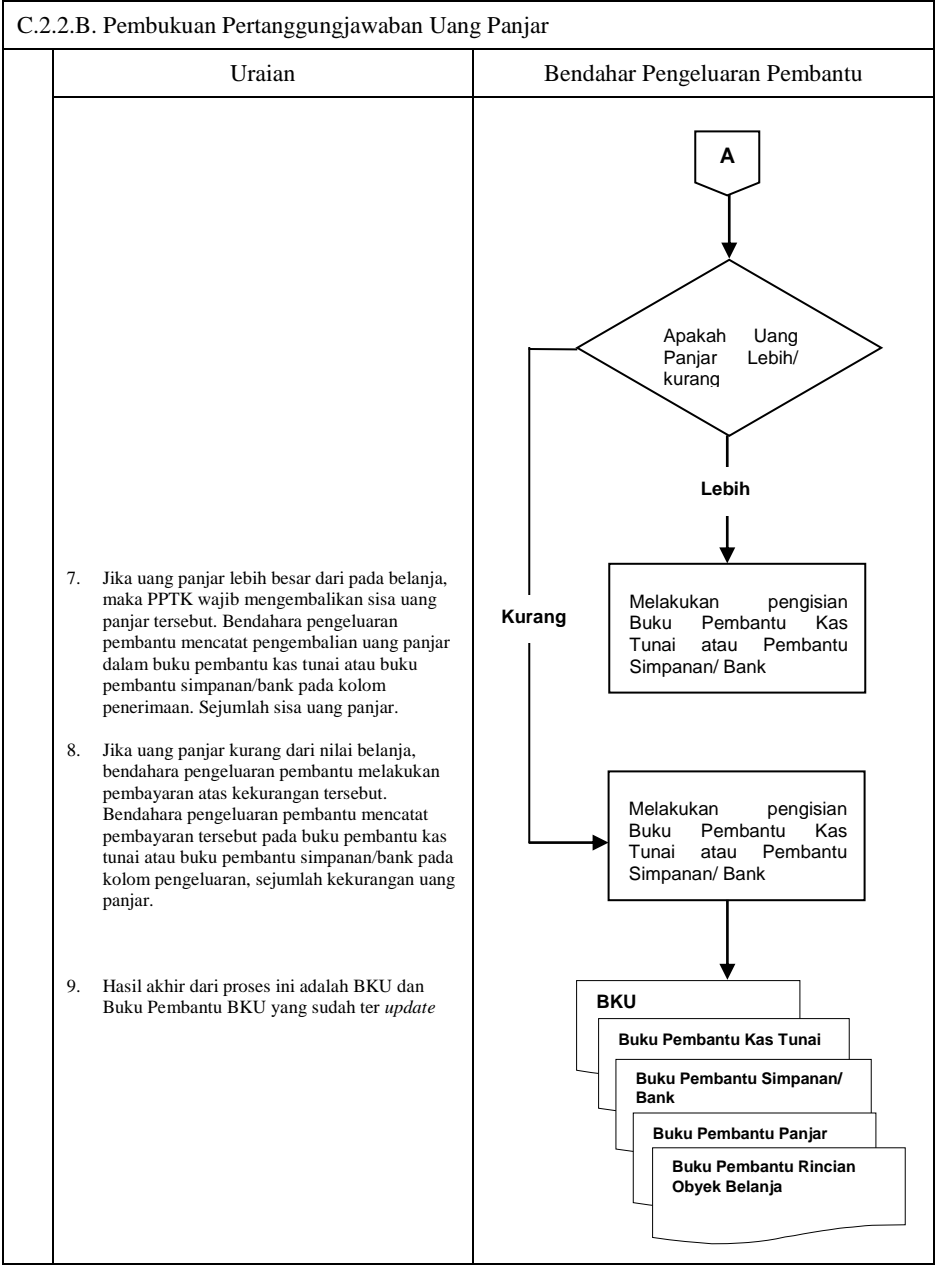 C.2.2.B. Pembukuan Pertanggungjawaban Uang Panjar
Uraian
Bendahar Pengeluaran Pembantu
A
Apakah Uang
Panjar Lebih/
kurang
Lebih
Kurang
7. Jika uang panjar lebih besar dari pada belanja,
maka PPTK wajib mengembalikan sisa uang
panjar tersebut. Bendahara pengeluaran
pembantu mencatat pengembalian uang panjar
dalam buku pembantu kas tunai atau buku
pembantu simpanan/bank pada kolom
penerimaan. Sejumlah sisa uang panjar.
Melakukan pengisian
Buku Pembantu Kas
Tunai atau Pembantu
Simpanan/ Bank
8. Jika uang panjar kurang dari nilai belanja,
bendahara pengeluaran pembantu melakukan
pembayaran atas kekurangan tersebut.
Bendahara pengeluaran pembantu mencatat
pembayaran tersebut pada buku pembantu kas
tunai atau buku pembantu simpanan/bank pada
kolom pengeluaran, sejumlah kekurangan uang
panjar.
Melakukan pengisian
Buku Pembantu Kas
Tunai atau Pembantu
Simpanan/ Bank
9. Hasil akhir dari proses ini adalah BKU dan
Buku Pembantu BKU yang sudah ter update
BKU
Buku Pembantu Kas Tunai
Buku Pembantu Simpanan/
Bank
Buku Pembantu Panjar
Buku Pembantu Rincian
Obyek Belanja